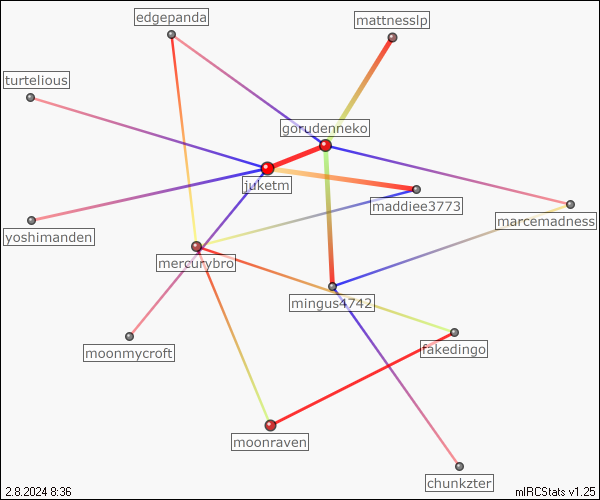 edgepanda
mattnesslp
turtelious
gorudenneko
juketm
maddiee3773
marcemadness
yoshimanden
mercurybro
mingus4742
moonmycroft
fakedingo
moonraven
chunkzter
2.8.2024 8:36
mIRCStats v1.25